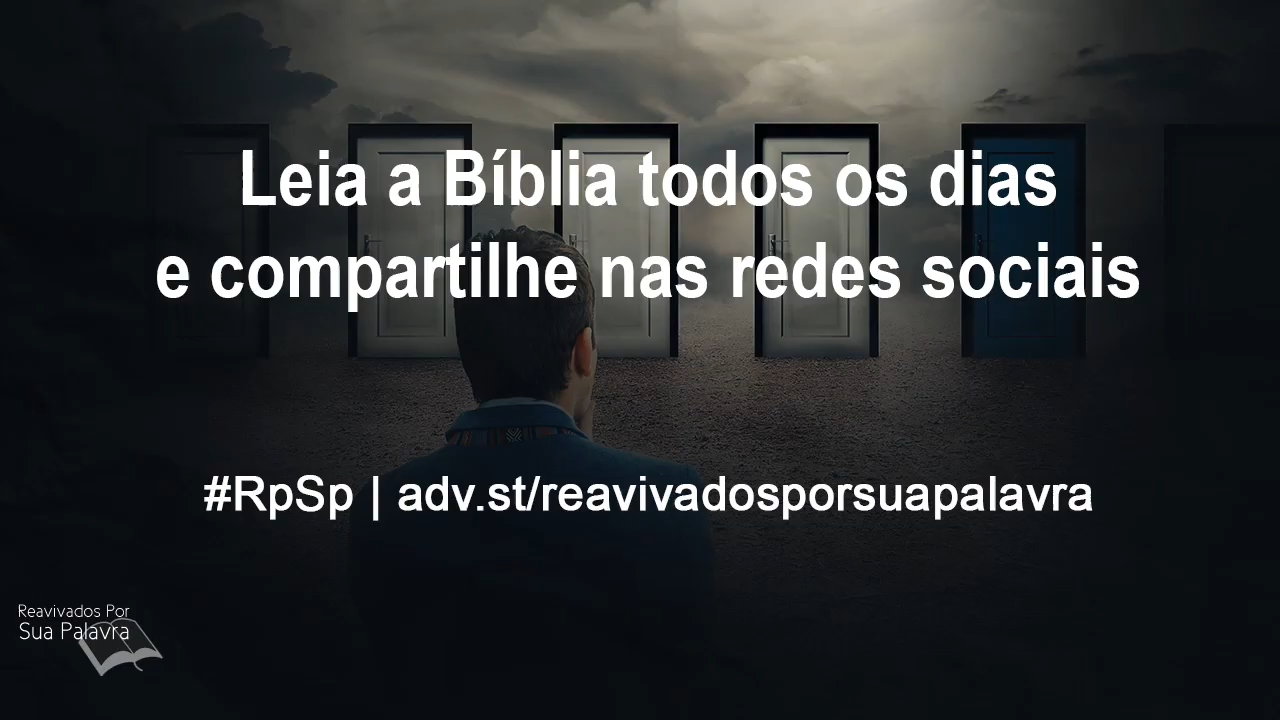 Leia a Bíblia todos os dias
e compartilhe nas redes sociais
#RpSp | adv.st/reavivadosporsuapalavra
Reavivados Por
Sua Palavra